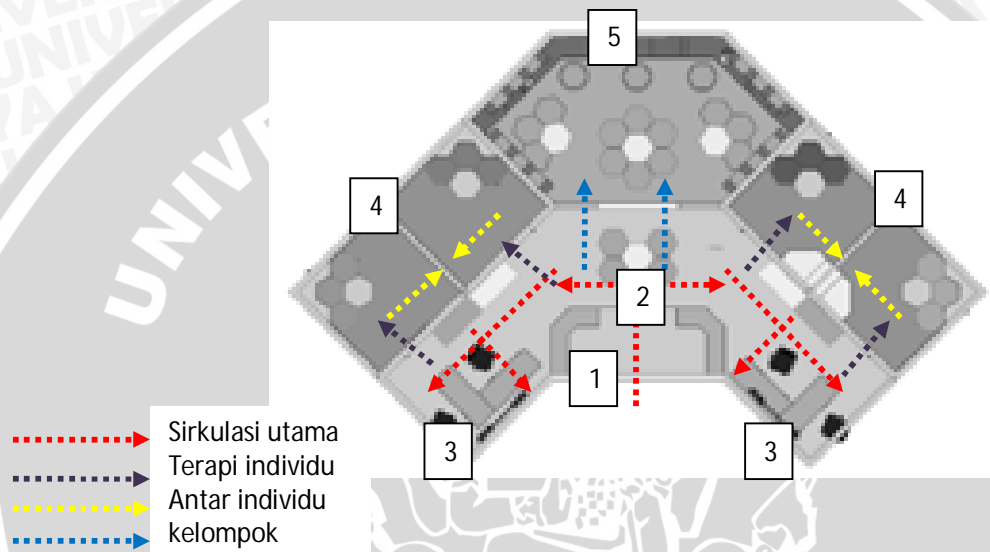 5
4
4
2
1
3
3
Sirkulasi utama
Terapi individu
Antar individu
kelompok